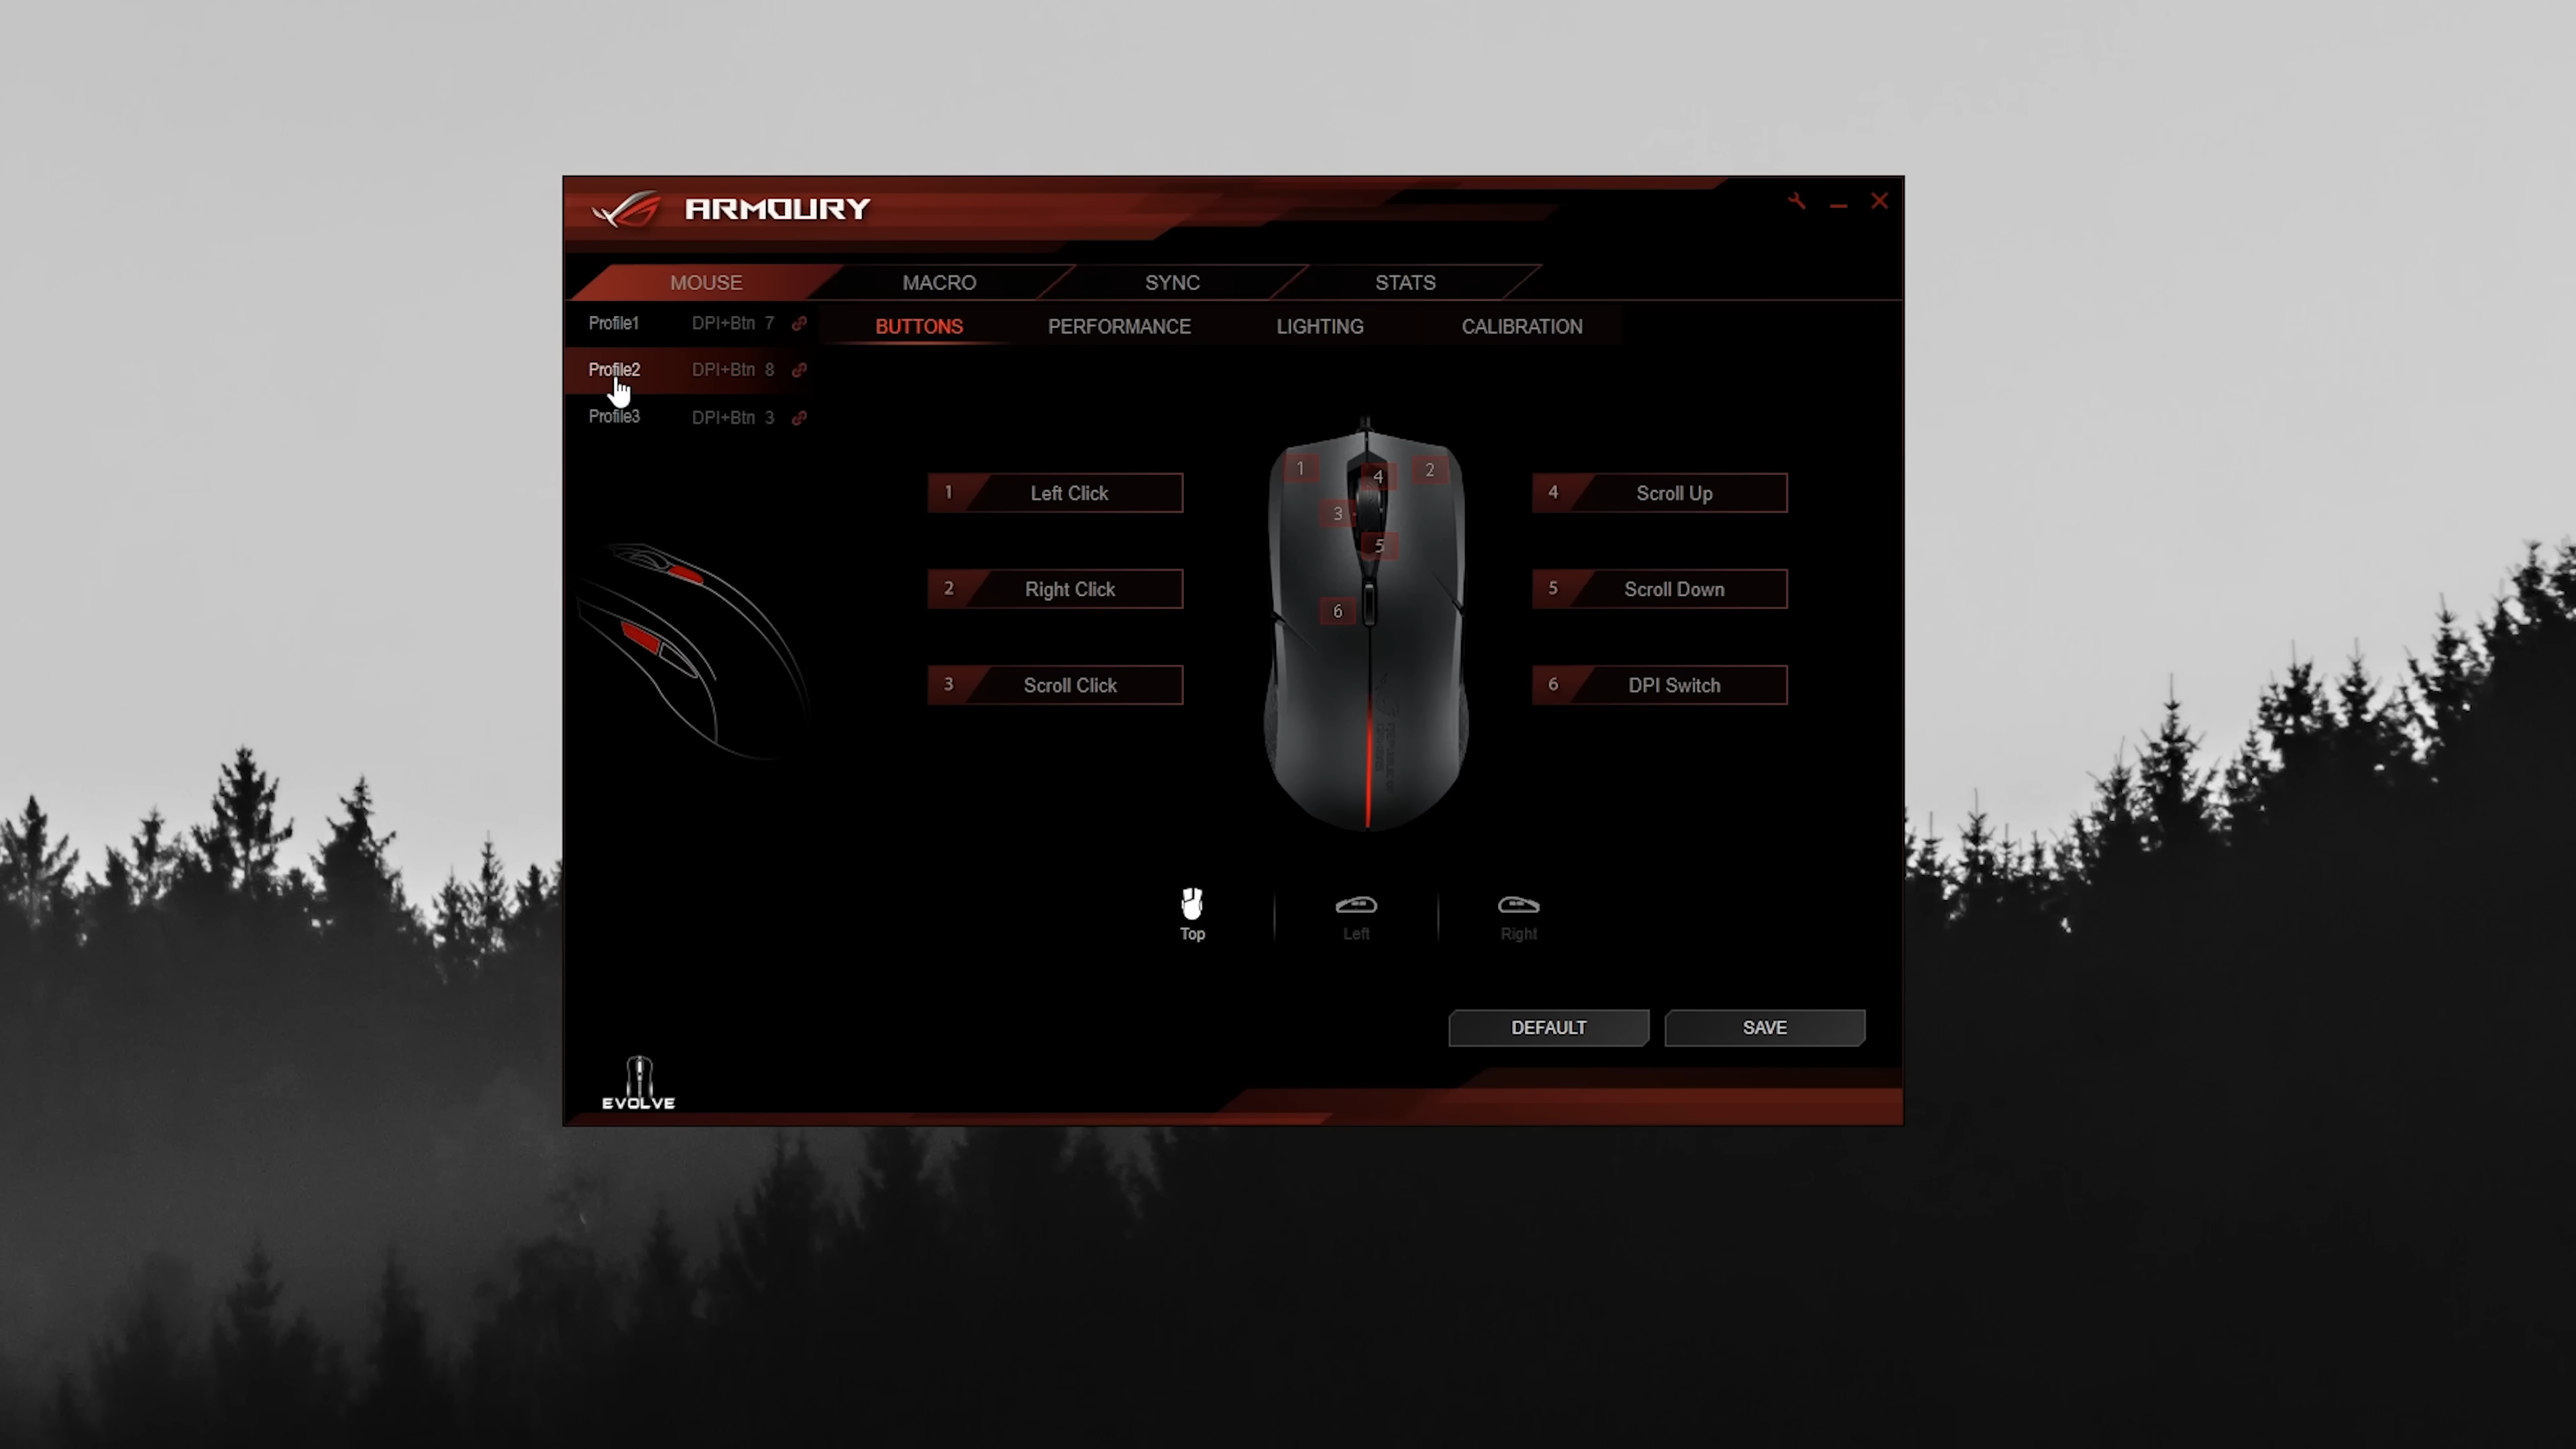 ARMOURY
MOUSE MACRO SYNC STATS
Profile1 DPI+Btn 7
BUTTONS PERFORMANCE LIGHTING CALIBRATION
Profile2 DPI+Btn 8
Profile3 DPI+Btn 3
1 Left Click
2 Right Click
3 Scroll Click
1
2
4
3
5
6
4 Scroll Up
5 Scroll Down
6 DPI Switch
Top
Left
Right
DEFAULT
SAVE
EVOLVE